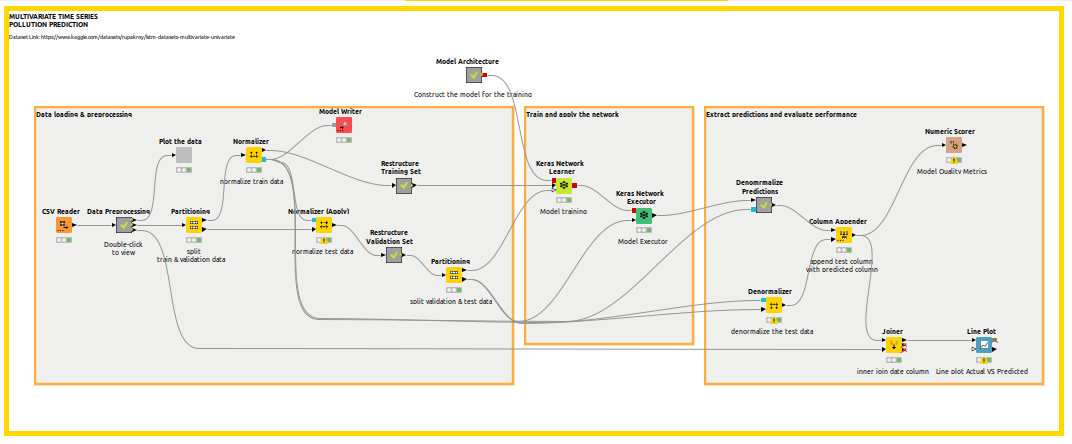 MULTIVARIATE TIME SERIES
POLLUTION PREDICTION
Dataset Link: https://www.kaggle.com/datasets/rupakroy/lstm-datasets-multivariate-univariate
Model Architecture
Construct the model for the training
Data loading & preprocessing
Model Writer
Plot the data
Normalizer
normalize train data
Restructure
Training Set
CSV Reader
Data Preprocessing
Double-click
to view
Partitioning
split
train & validation data
Normalizer (Apply)
normalize test data
Restructure
Validation Set
Partitioning
split validation & test data
Train and apply the network
Keras Network
Learner
Model training
Keras Network
Executor
Model Executor
Extract predictions and evaluate performance
Numeric Scorer
Model Quality Metrics
Denomrmalize
Predictions
Column Appender
append test column
with predicted column
Denormalizer
denormalize the test data
Joiner
inner join date column
Line Plot
Line plot Actual VS Predicted